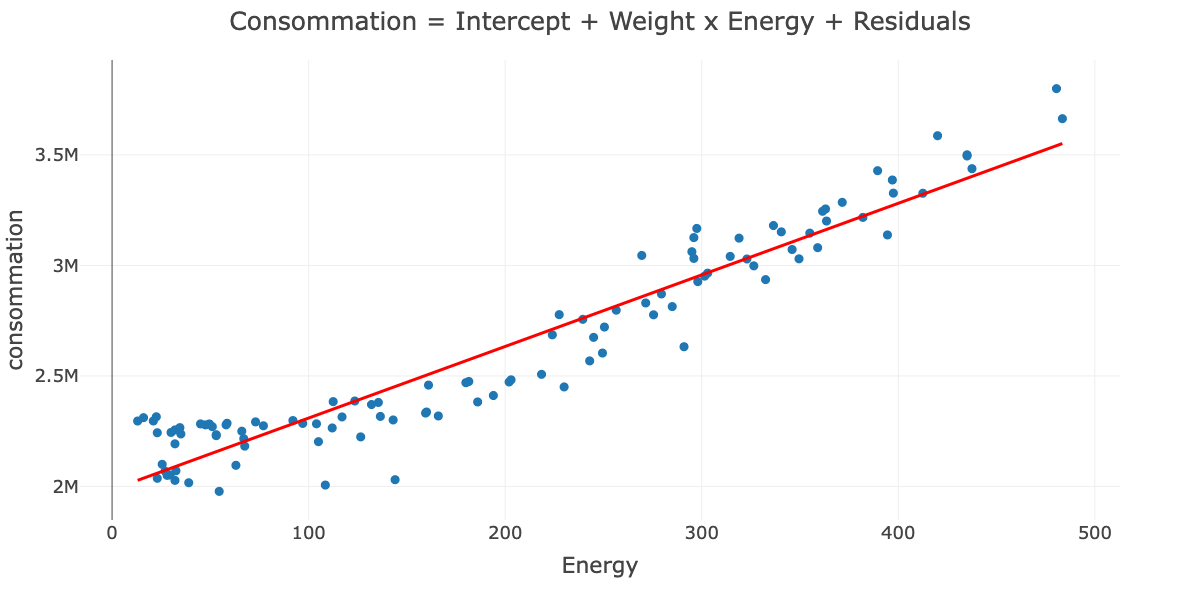 Consommation = Intercept + Weight x Energy + Residuals
consommation
3.5M
3M
2.5M
2M
0 100 200 300 400 500
Energy